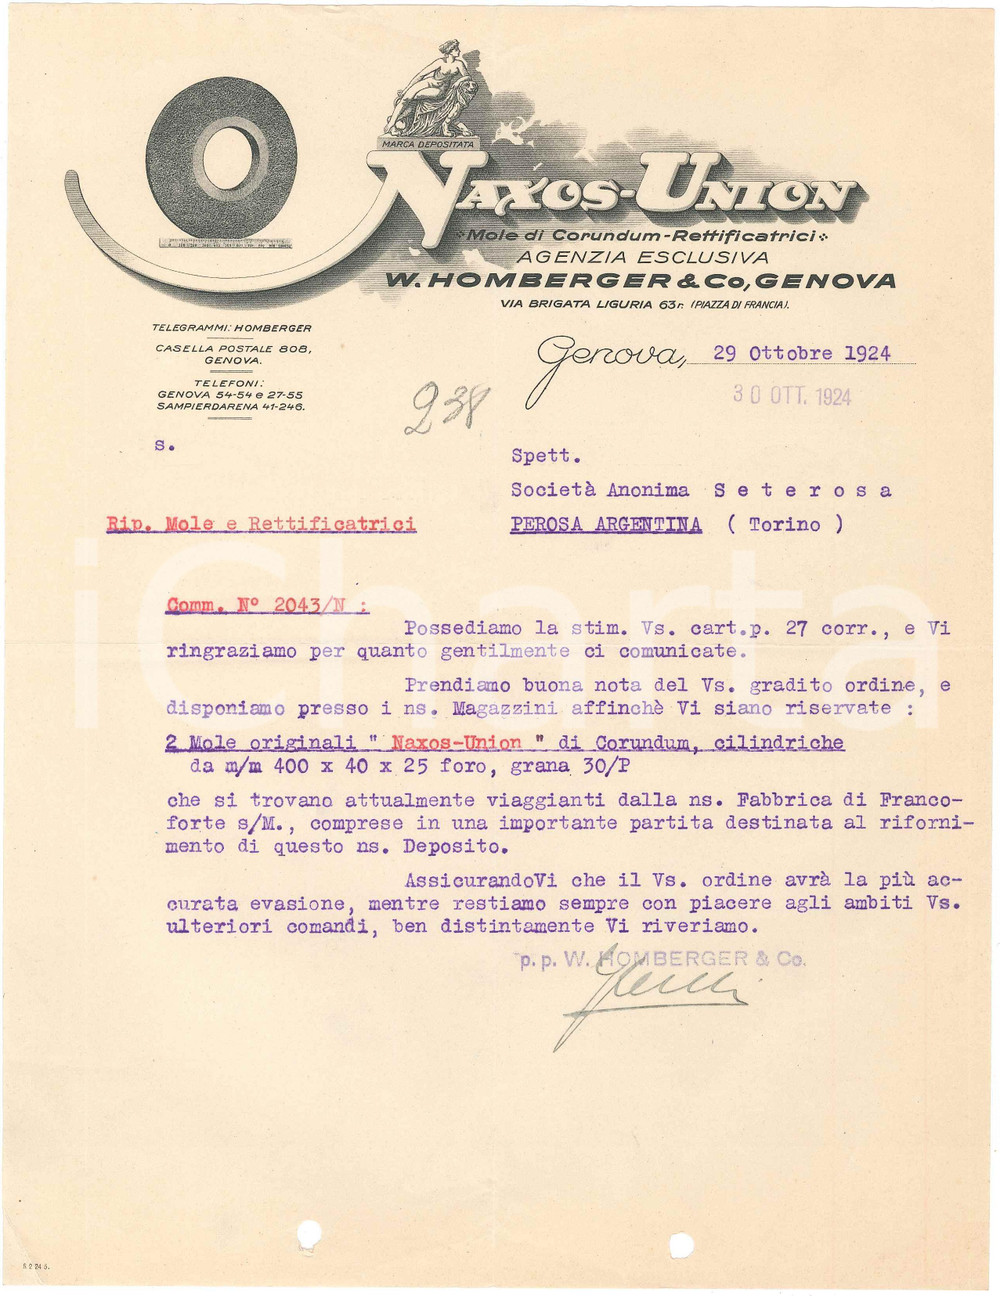 MARCA DEPOSITATA
NAXOS-UNION
Mole di Corundum-Rettificatrici
AGENZIA ESCLUSIVA
W. HOMBERGER & Co, GENOVA
VIA BRIGATA LIGURIA 63r. (PIAZZA DI FRANCIA).
TELEGRAMMI: HOMBERGER
CASELLA POSTALE 808,
GENOVA.
TELEFONI:
GENOVA 54-54 e 27-55
SAMPIERDARENA 41-246.
Genova, 29 Ottobre 1924
30 OTT. 1924
238
s.
Spett.
Società Anonima Seterosa
Rip. Mole e Rettificatrici
PEROSA ARGENTINA ( Torino )
Comm. N° 2043/N :
Possediamo la stim. Vs. cart.p. 27 corr., e Vi
ringraziamo per quanto gentilmente ci comunicate.
Prendiamo buona nota del Vs. gradito ordine, e
disponiamo presso i ns. Magazzini affinchè Vi siano riservate :
2 Mole originali " Naxos-Union " di Corundum, cilindriche
da m/m 400 x 40 x 25 foro, grana 30/P
che si trovano attualmente viaggianti dalla ns. Fabbrica di Franco-
forte s/M., comprese in una importante partita destinata al riforni-
mento di questo ns. Deposito.
AssicurandoVi che il Vs. ordine avrà la più ac-
curata evasione, mentre restiamo sempre con piacere agli ambiti Vs.
ulteriori comandi, ben distintamente Vi riveriamo.
p.p. W. HOMBERGER & Co.
iCharta